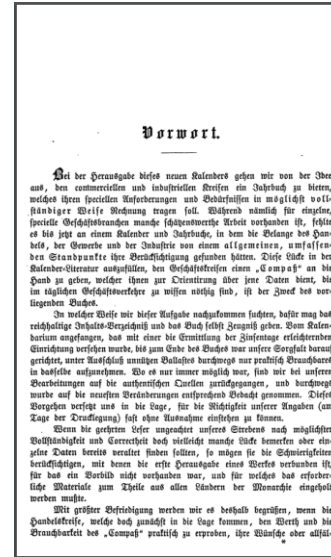 Vorwort.
Bei der Herausgabe dieses neuen Kalenders gehen wir von der Idee
aus, den commerciellen und industriellen Kreisen ein Jahrbuch zu bieten,
welches ihren speciellen Anforderungen und Bedürfnissen in möglichst voll-
ständiger Weise Rechnung tragen soll. Während nämlich für einzelne,
specielle Geschäftsbranchen manche schätzenswerthe Arbeit vorhanden ist, fehlte
es bis jetzt an einem Kalender und Jahrbuche, in dem die Belange des Han-
dels, der Gewerbe und der Industrie von einem allgemeinen, umfassen-
den Standpunkte ihre Berücksichtigung gefunden hätten. Diese Lücke in der
Kalender-Literatur auszufüllen, den Geschäftskreisen einen „Compaß“ an die
Hand zu geben, welcher ihnen zur Orientirung über jene Daten dient, die
im täglichen Geschäftsverkehre zu wissen nöthig sind, ist der Zweck des vor-
liegenden Buches.
In welcher Weise wir dieser Aufgabe nachzukommen suchten, dafür mag das
reichhaltige Inhalts-Verzeichniß und das Buch selbst Zeugniß geben. Vom Kalen-
darium angefangen, das mit einer die Ermittlung der Zinsentage erleichternden
Einrichtung versehen wurde, bis zum Ende des Buches war unsere Sorgfalt darauf
gerichtet, unter Ausschluß unnützen Ballastes durchwegs nur praktisch Brauchbares
in dasselbe aufzunehmen. Wo es nur immer möglich war, sind wir bei unseren
Bearbeitungen auf die authentischen Quellen zurückgegangen, und durchwegs
wurde auf die neuesten Veränderungen entsprechend Bedacht genommen. Dieses
Vorgehen versetzt uns in die Lage, für die Richtigkeit unserer Angaben (am
Tage der Drucklegung) fast ohne Ausnahme einstehen zu können.
Wenn die geehrten Leser ungeachtet unseres Strebens nach möglichster
Vollständigkeit und Correctheit doch vielleicht manche Lücke bemerken oder ein-
zelne Daten bereits veraltet finden sollten, so mögen sie die Schwierigkeiten
berücksichtigen, mit denen die erste Herausgabe eines Werkes verbunden ist,
für das ein Vorbild nicht vorhanden war, und für welches das erforder-
liche Materiale zum Theile aus allen Ländern der Monarchie eingeholt
werden mußte.
Mit größter Befriedigung werden wir es deshalb begrüßen, wenn die
Handelskreise, welche doch zunächst in die Lage kommen, den Werth und die
Brauchbarkeit des „Compaß“ praktisch zu erproben, ihre Wünsche oder allfäl-
*